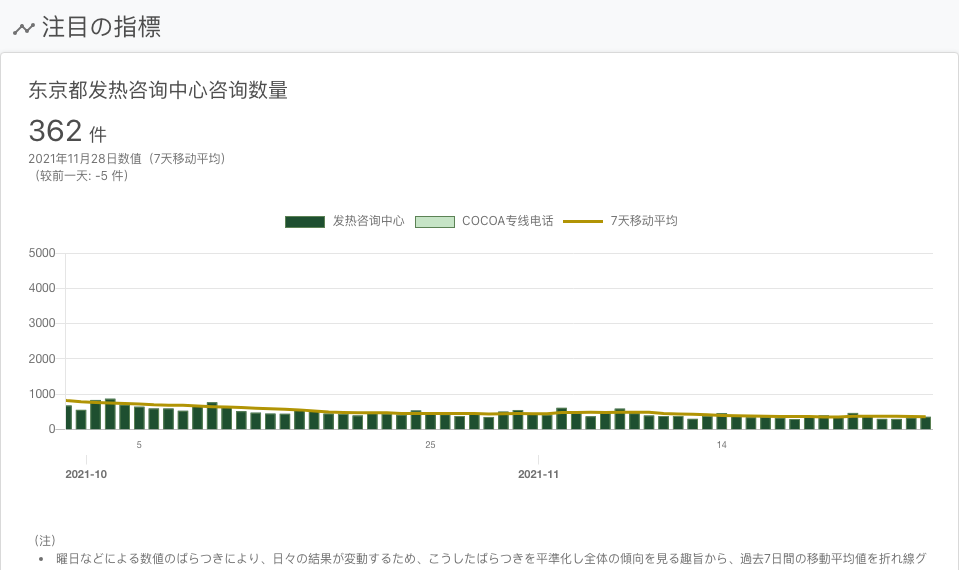 注目の指標
东京都发热咨询中心咨询数量
362 件
2021年11月28日数值（7天移动平均）
（较前一天: -5 件）
发热咨询中心 COCOA专线电话 7天移动平均
5000
4000
3000
2000
1000
0
5 25 14
2021-10 2021-11
（注）
• 曜日などによる数値のばらつきにより、日々の結果が変動するため、こうしたばらつきを平準化し全体の傾向を見る趣旨から、過去7日間の移動平均値を折れ線グ